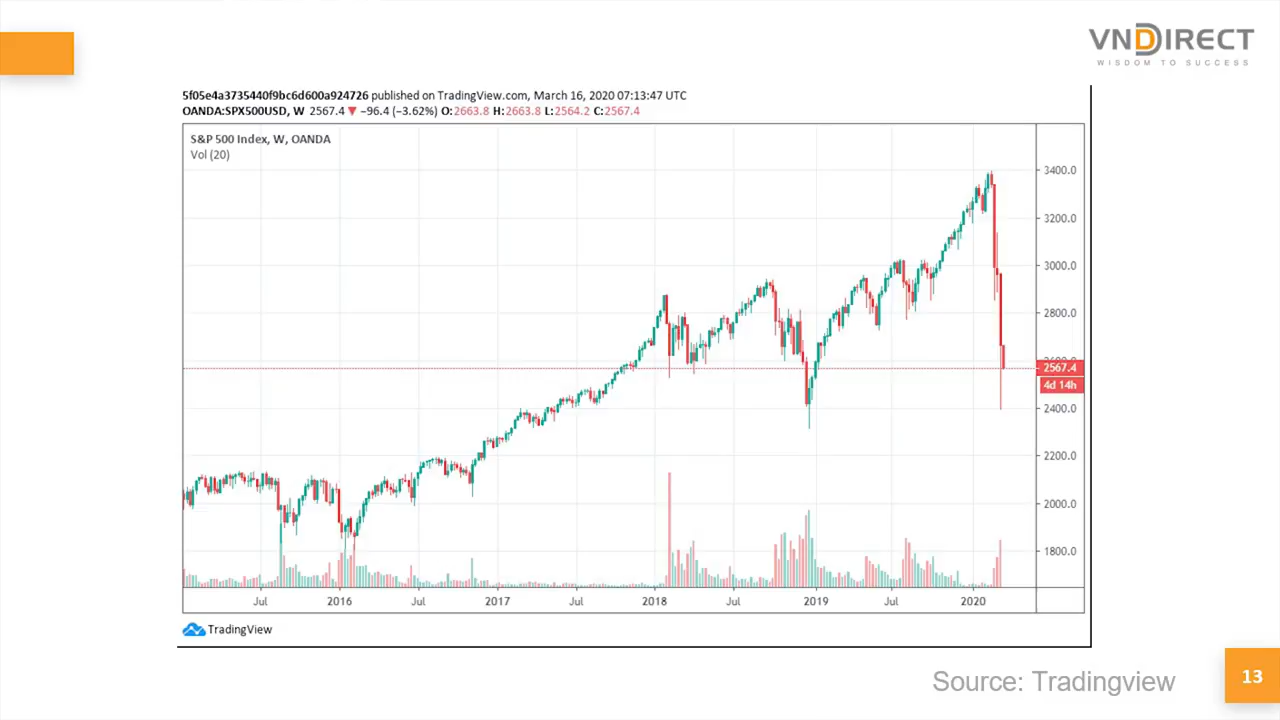 VNDIRECT
WISDOM TO SUCCESS
5f05e4a3735440f9bc6d600a924726 published on TradingView.com, March 16, 2020 07:13:47 UTC
OANDA:SPX500USD, W 2567.4 ▼ −96.4 (−3.62%) O:2663.8 H:2663.8 L:2564.2 C:2567.4
S&P 500 Index, W, OANDA
Vol (20)
3400.0
3200.0
3000.0
2800.0
2600.0
2567.4
4d 14h
2400.0
2200.0
2000.0
1800.0
Jul 2016 Jul 2017 Jul 2018 Jul 2019 Jul 2020
TradingView
Source: Tradingview
13